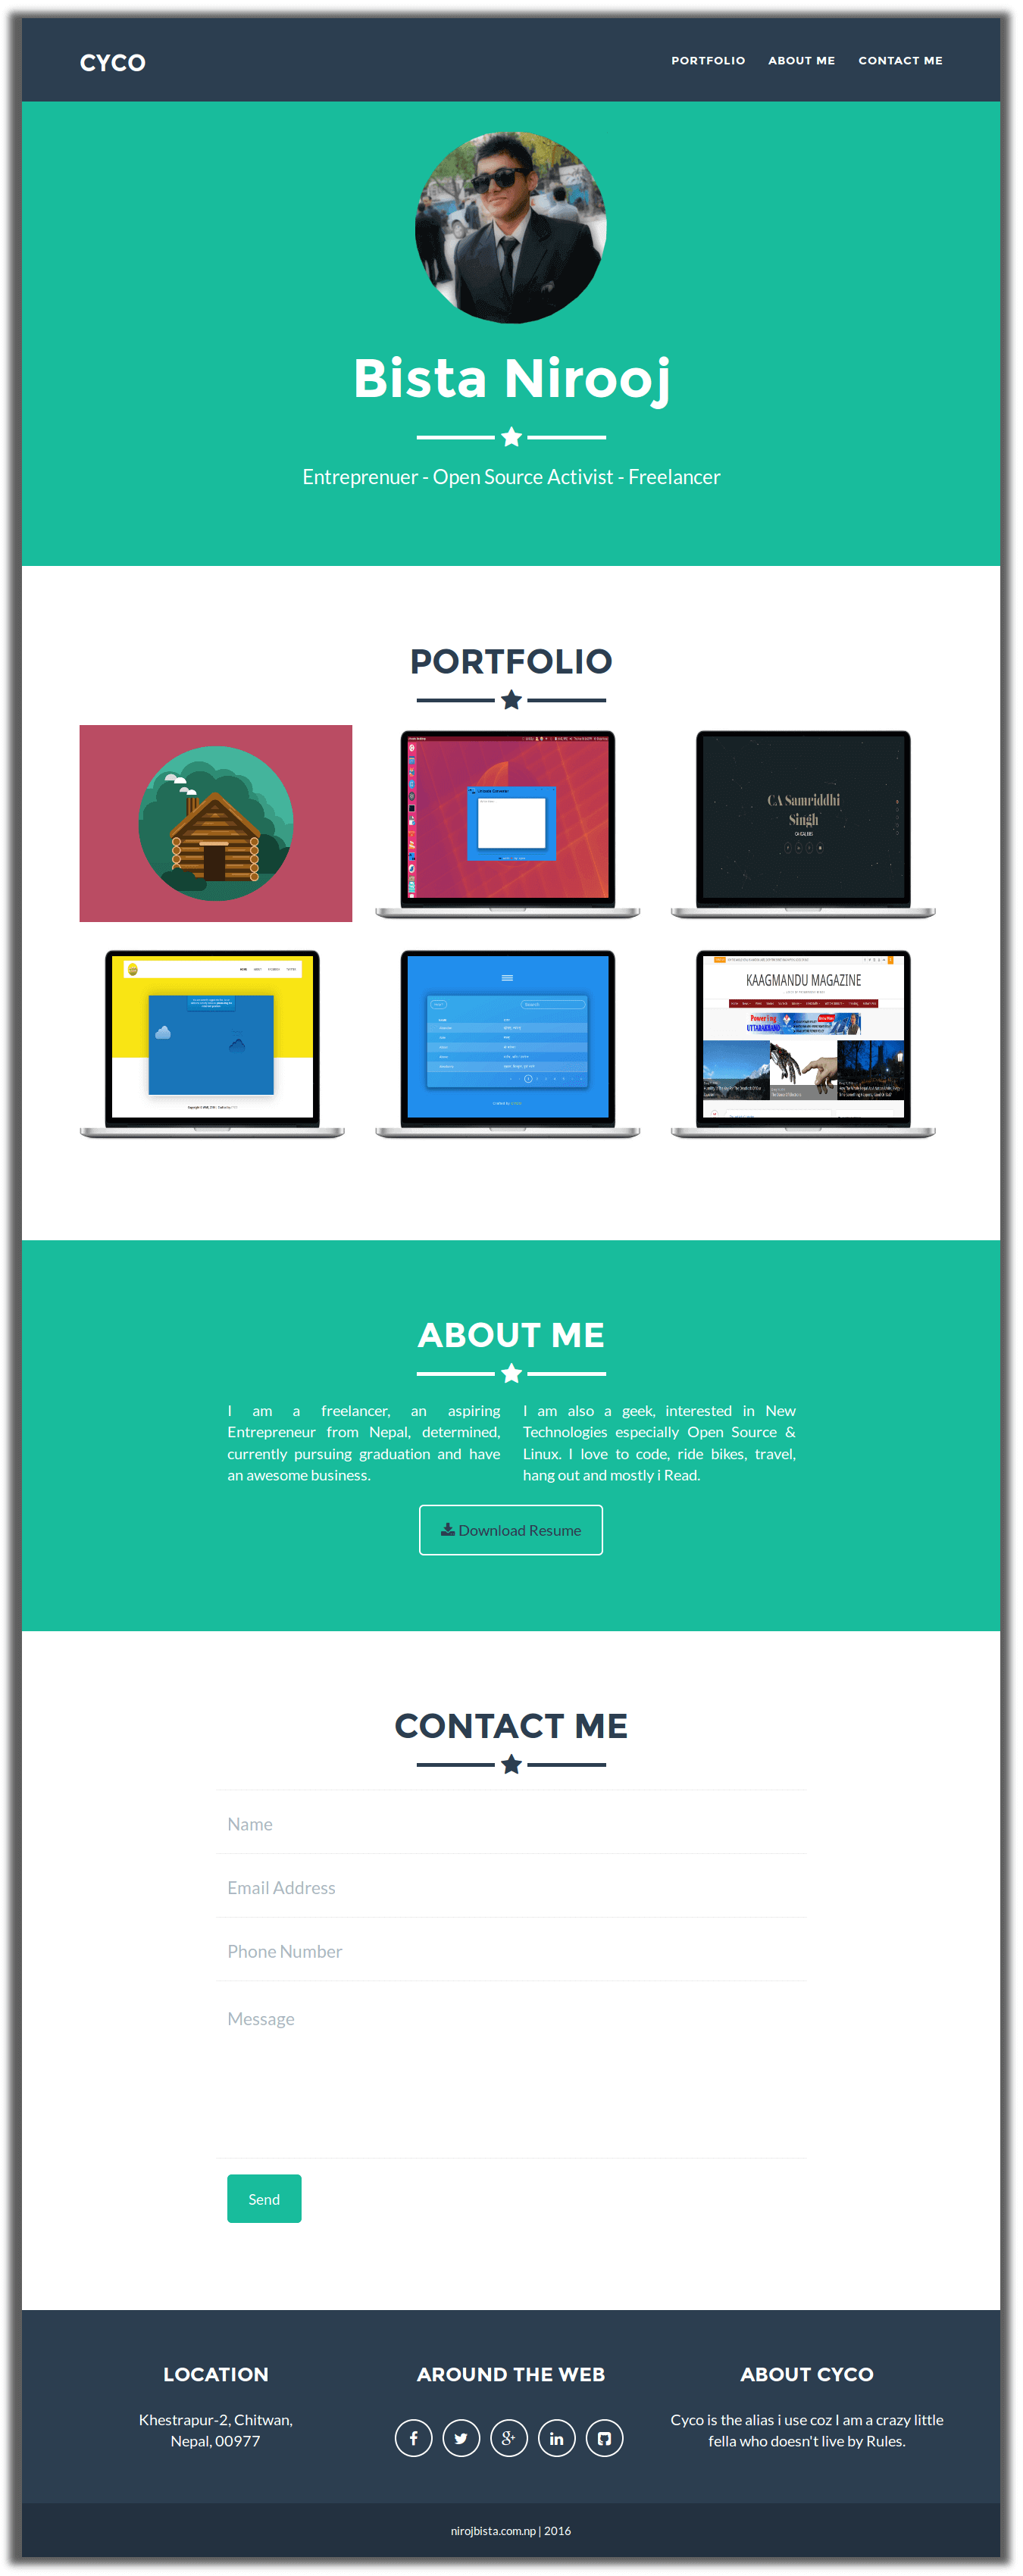 CYCO
PORTFOLIO ABOUT ME CONTACT ME
Bista Nirooj
Entreprenuer - Open Source Activist - Freelancer
PORTFOLIO
CA Samriddhi
Singh
KAAGMANDU MAGAZINE
Powering
UTTARAKHAND
ABOUT ME
I am a freelancer, an aspiring
Entrepreneur from Nepal, determined,
currently pursuing graduation and have
an awesome business.
I am also a geek, interested in New
Technologies especially Open Source &
Linux. I love to code, ride bikes, travel,
hang out and mostly i Read.
Download Resume
CONTACT ME
Name
Email Address
Phone Number
Message
Send
LOCATION
Khestrapur-2, Chitwan,
Nepal, 00977
AROUND THE WEB
ABOUT CYCO
Cyco is the alias i use coz I am a crazy little
fella who doesn't live by Rules.
nirojbista.com.np | 2016